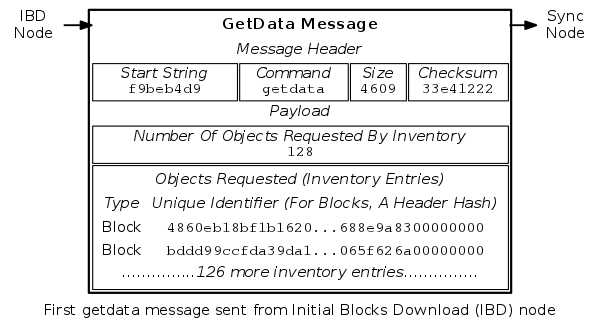 IBD
Node
GetData Message
Sync
Node
Message Header
Start String Command Size Checksum
f9beb4d9 getdata 4609 33e41222
Payload
Number Of Objects Requested By Inventory
128
Objects Requested (Inventory Entries)
Type Unique Identifier (For Blocks, A Header Hash)
Block 4860eb18bf1b1620...688e9a8300000000
Block bddd99ccfda39da1...065f626a00000000
...............126 more inventory entries...............
First getdata message sent from Initial Blocks Download (IBD) node